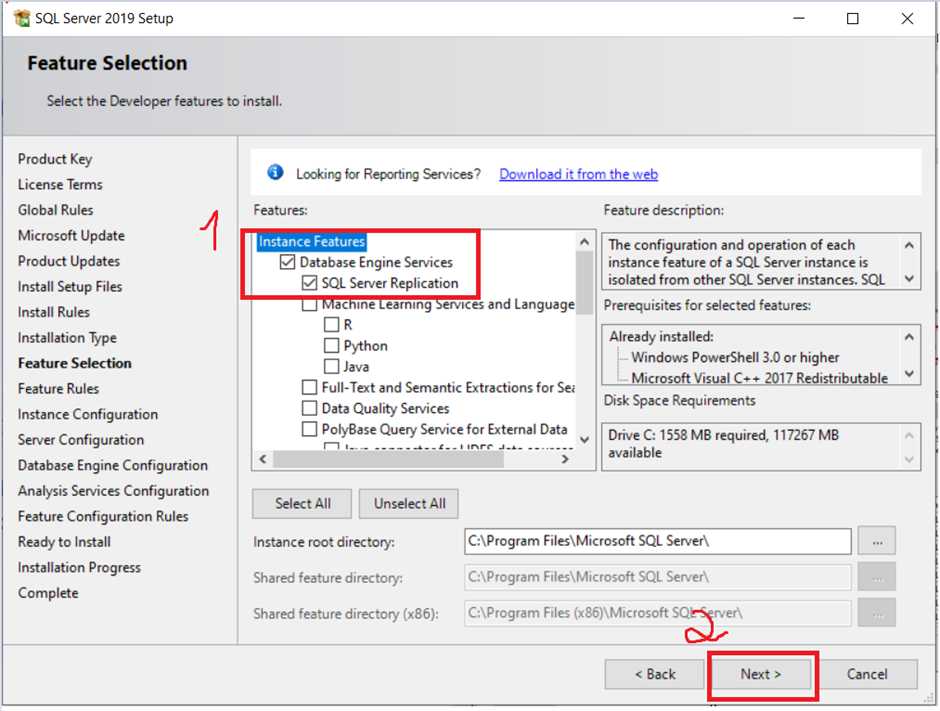 SQL Server 2019 Setup
Feature Selection
Select the Developer features to install.
Product Key
License Terms
Global Rules
Microsoft Update
Product Updates
Install Setup Files
Install Rules
Installation Type
Feature Selection
Feature Rules
Instance Configuration
Server Configuration
Database Engine Configuration
Analysis Services Configuration
Feature Configuration Rules
Ready to Install
Installation Progress
Complete
Looking for Reporting Services? Download it from the web
Features:
1
Instance Features
Database Engine Services
SQL Server Replication
Machine Learning Services and Language
R
Python
Java
Full-Text and Semantic Extractions for Sea
Data Quality Services
PolyBase Query Service for External Data
Java connector for HDFS data sources
Feature description:
The configuration and operation of each
instance feature of a SQL Server instance is
isolated from other SQL Server instances. SQL
Prerequisites for selected features:
Already installed:
Windows PowerShell 3.0 or higher
Microsoft Visual C++ 2017 Redistributable
Disk Space Requirements
Drive C: 1558 MB required, 117267 MB
available
Select All
Unselect All
Instance root directory: C:\Program Files\Microsoft SQL Server\ ...
Shared feature directory: C:\Program Files\Microsoft SQL Server\ ...
Shared feature directory (x86): C:\Program Files (x86)\Microsoft SQL Server\ ...
2
< Back
Next >
Cancel